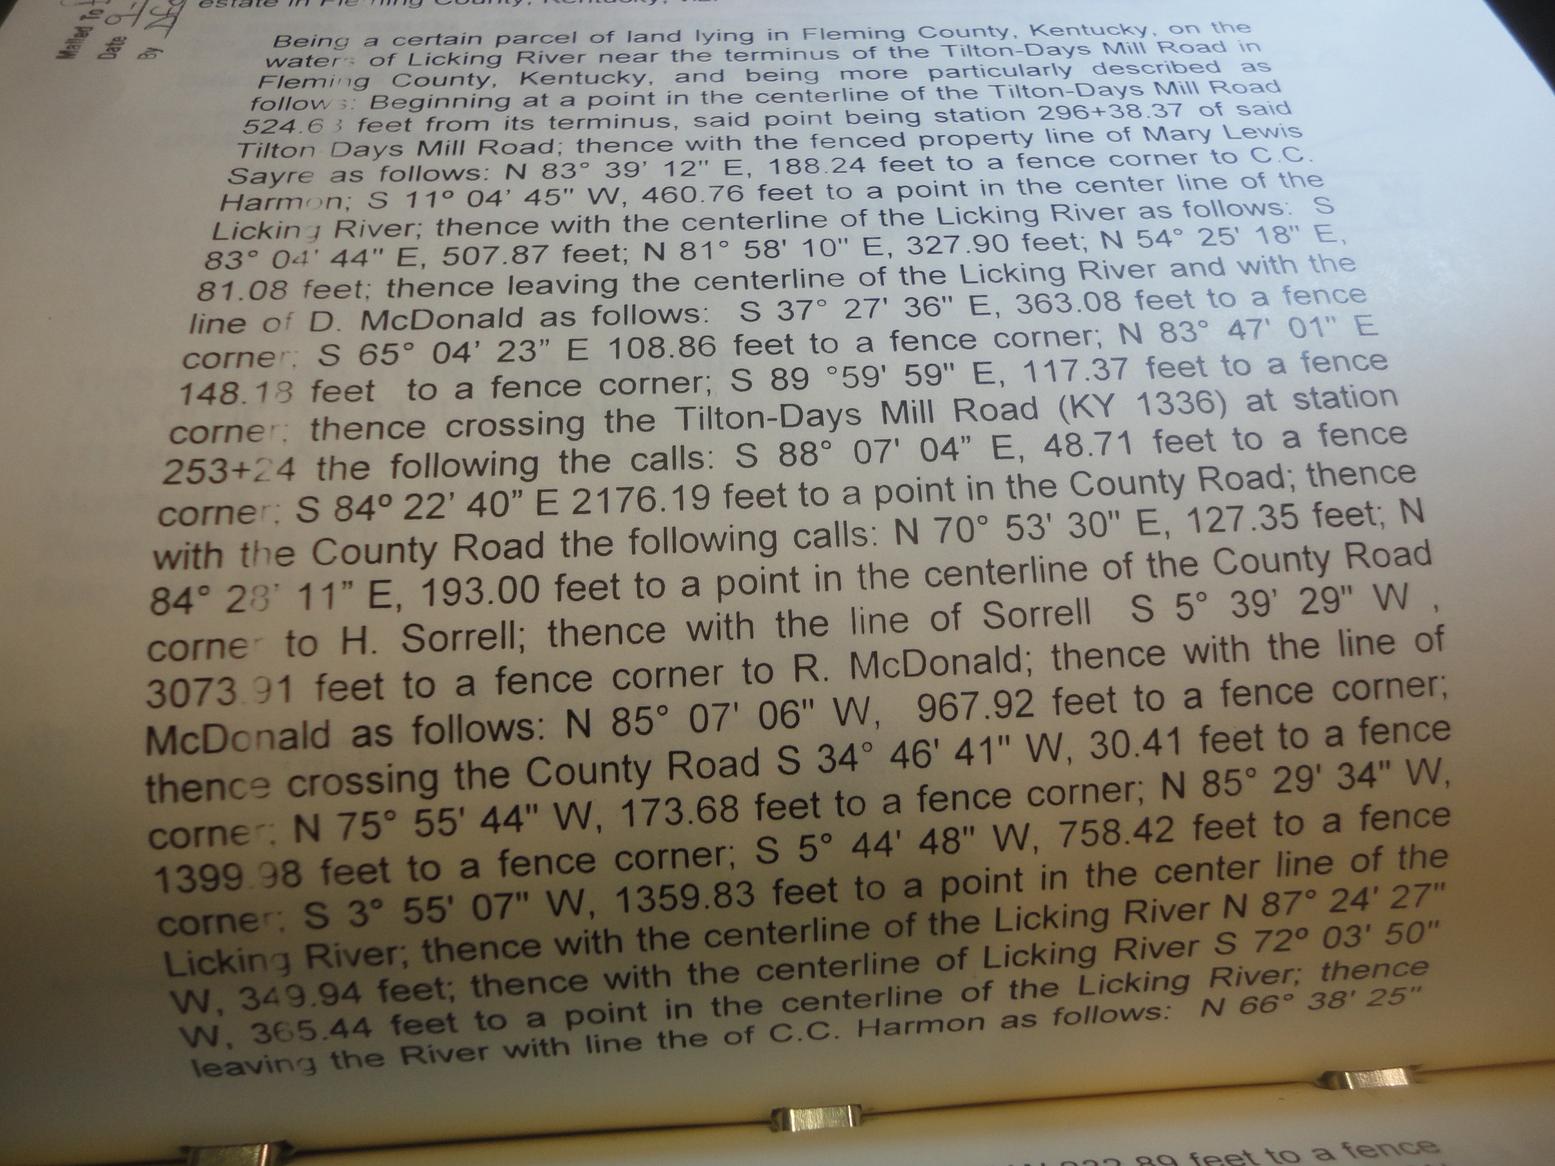 Mailed To
Date
By
estate in Fleming County, Kentucky,
Being a certain parcel of land lying in Fleming County, Kentucky, on the
waters of Licking River near the terminus of the Tilton-Days Mill Road in
Fleming County, Kentucky, and being more particularly described as
follows: Beginning at a point in the centerline of the Tilton-Days Mill Road
524.63 feet from its terminus, said point being station 296+38.37 of said
Tilton Days Mill Road; thence with the fenced property line of Mary Lewis
Sayre as follows: N 83° 39' 12" E, 188.24 feet to a fence corner to C.C.
Harmon; S 11º 04' 45" W, 460.76 feet to a point in the center line of the
Licking River; thence with the centerline of the Licking River as follows: S
83° 04' 44" E, 507.87 feet; N 81° 58' 10" E, 327.90 feet; N 54° 25' 18" E,
81.08 feet; thence leaving the centerline of the Licking River and with the
line of D. McDonald as follows: S 37° 27' 36" E, 363.08 feet to a fence
corner; S 65° 04' 23” E 108.86 feet to a fence corner; N 83° 47' 01" E
148.18 feet to a fence corner; S 89 °59' 59" E, 117.37 feet to a fence
corner; thence crossing the Tilton-Days Mill Road (KY 1336) at station
253+24 the following the calls: S 88° 07' 04” E, 48.71 feet to a fence
corner; S 84º 22' 40” E 2176.19 feet to a point in the County Road; thence
with the County Road the following calls: N 70° 53' 30" E, 127.35 feet; N
84° 28' 11” E, 193.00 feet to a point in the centerline of the County Road
corner to H. Sorrell; thence with the line of Sorrell S 5° 39' 29" W ,
3073.91 feet to a fence corner to R. McDonald; thence with the line of
McDonald as follows: N 85° 07' 06" W, 967.92 feet to a fence corner;
thence crossing the County Road S 34° 46' 41" W, 30.41 feet to a fence
corner; N 75° 55' 44" W, 173.68 feet to a fence corner; N 85° 29' 34" W,
1399.98 feet to a fence corner; S 5° 44' 48" W, 758.42 feet to a fence
corner; S 3° 55' 07" W, 1359.83 feet to a point in the center line of the
Licking River; thence with the centerline of the Licking River N 87° 24' 27"
W, 349.94 feet; thence with the centerline of Licking River S 72º 03' 50"
W, 365.44 feet to a point in the centerline of the Licking River; thence
leaving the River with line the of C.C. Harmon as follows: N 66° 38' 25"
feet to a fence